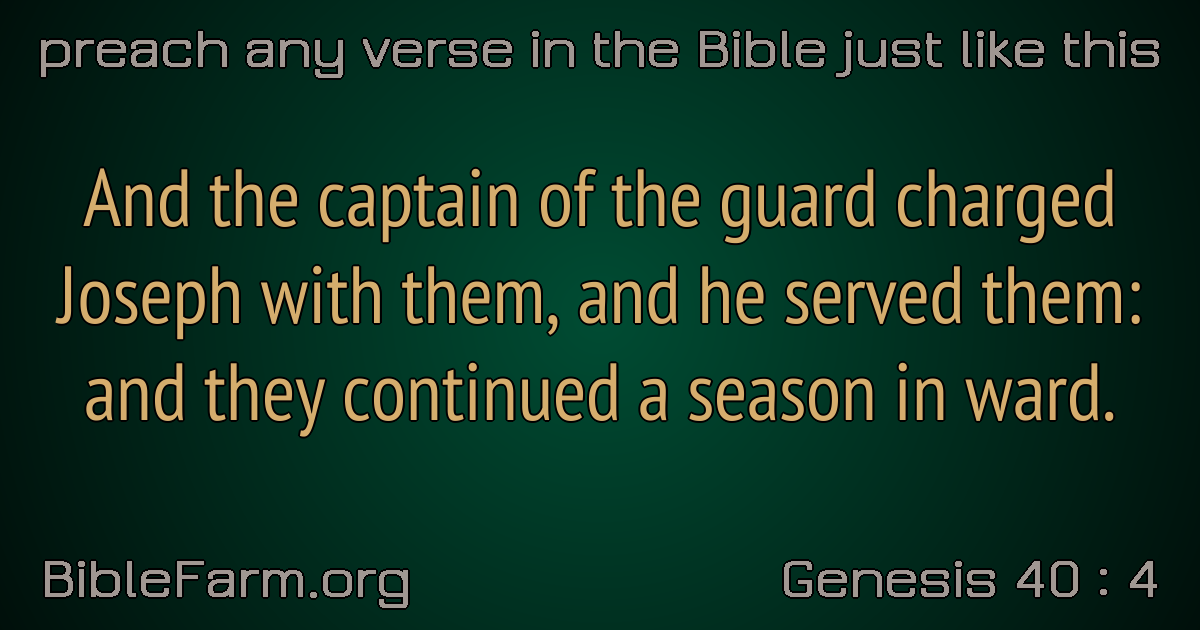 preach any verse in the Bible just like this
And the captain of the guard charged
Joseph with them, and he served them:
and they continued a season in ward.
BibleFarm.org
Genesis 40 : 4